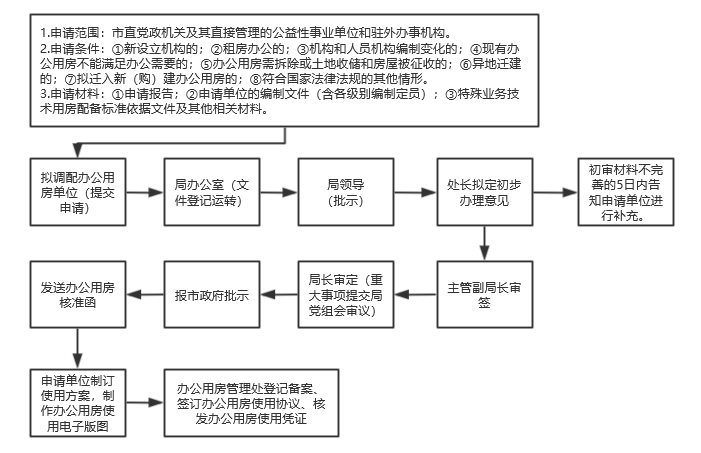 1.申请范围：市直党政机关及其直接管理的公益性事业单位和驻外办事机构。
2.申请条件：①新设立机构的；②租房办公的；③机构和人员机构编制变化的；④现有办
公用房不能满足办公需要的；⑤办公用房需拆除或土地收储和房屋被征收的；⑥异地迁建
的；⑦拟迁入新（购）建办公用房的；⑧符合国家法律法规的其他情形。
3.申请材料：①申请报告；②申请单位的编制文件（含各级别编制定员）；③特殊业务技
术用房配备标准依据文件及其他相关材料。
拟调配办公用
房单位（提交
申请）
局办公室（文
件登记运转）
局领导
（批示）
处长拟定初步
办理意见
初审材料不完
善的5日内告
知申请单位进
行补充。
发送办公用房
核准函
报市政府批示
局长审定（重
大事项提交局
党组会审议）
主管副局长审
签
申请单位制订
使用方案，制
作办公用房使
用电子版图
办公用房管理处登记备案、
签订办公用房使用协议、核
发办公用房使用凭证